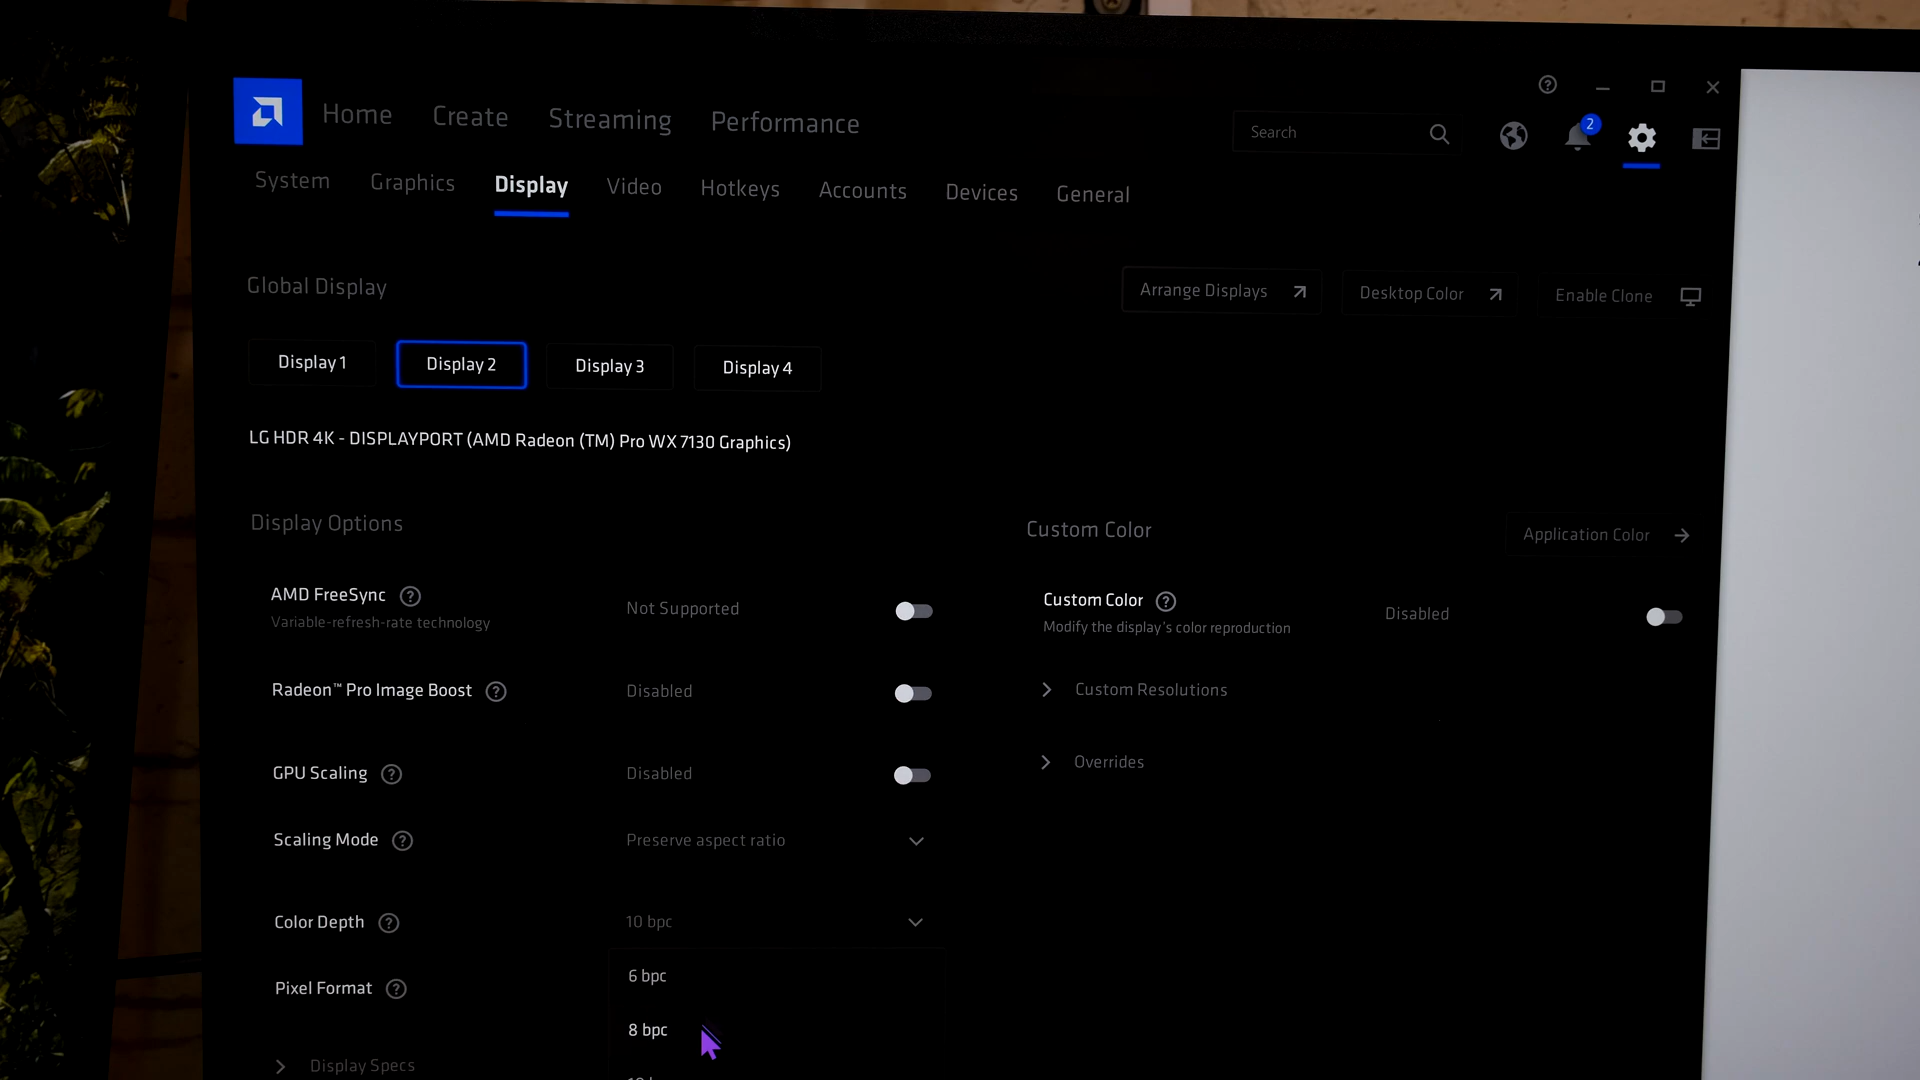 Home Create Streaming Performance
Search
2
System Graphics Display Video Hotkeys Accounts Devices General
Global Display
Arrange Displays Desktop Color Enable Clone
Display 1 Display 2 Display 3 Display 4
LG HDR 4K - DISPLAYPORT (AMD Radeon (TM) Pro WX 7130 Graphics)
Display Options
AMD FreeSync ? Not Supported
Variable-refresh-rate technology
Radeon™ Pro Image Boost ? Disabled
GPU Scaling ? Disabled
Scaling Mode ? Preserve aspect ratio
Color Depth ? 10 bpc
6 bpc
Pixel Format ?
8 bpc
Display Specs
Custom Color
Application Color
Custom Color ? Disabled
Modify the display's color reproduction
Custom Resolutions
Overrides